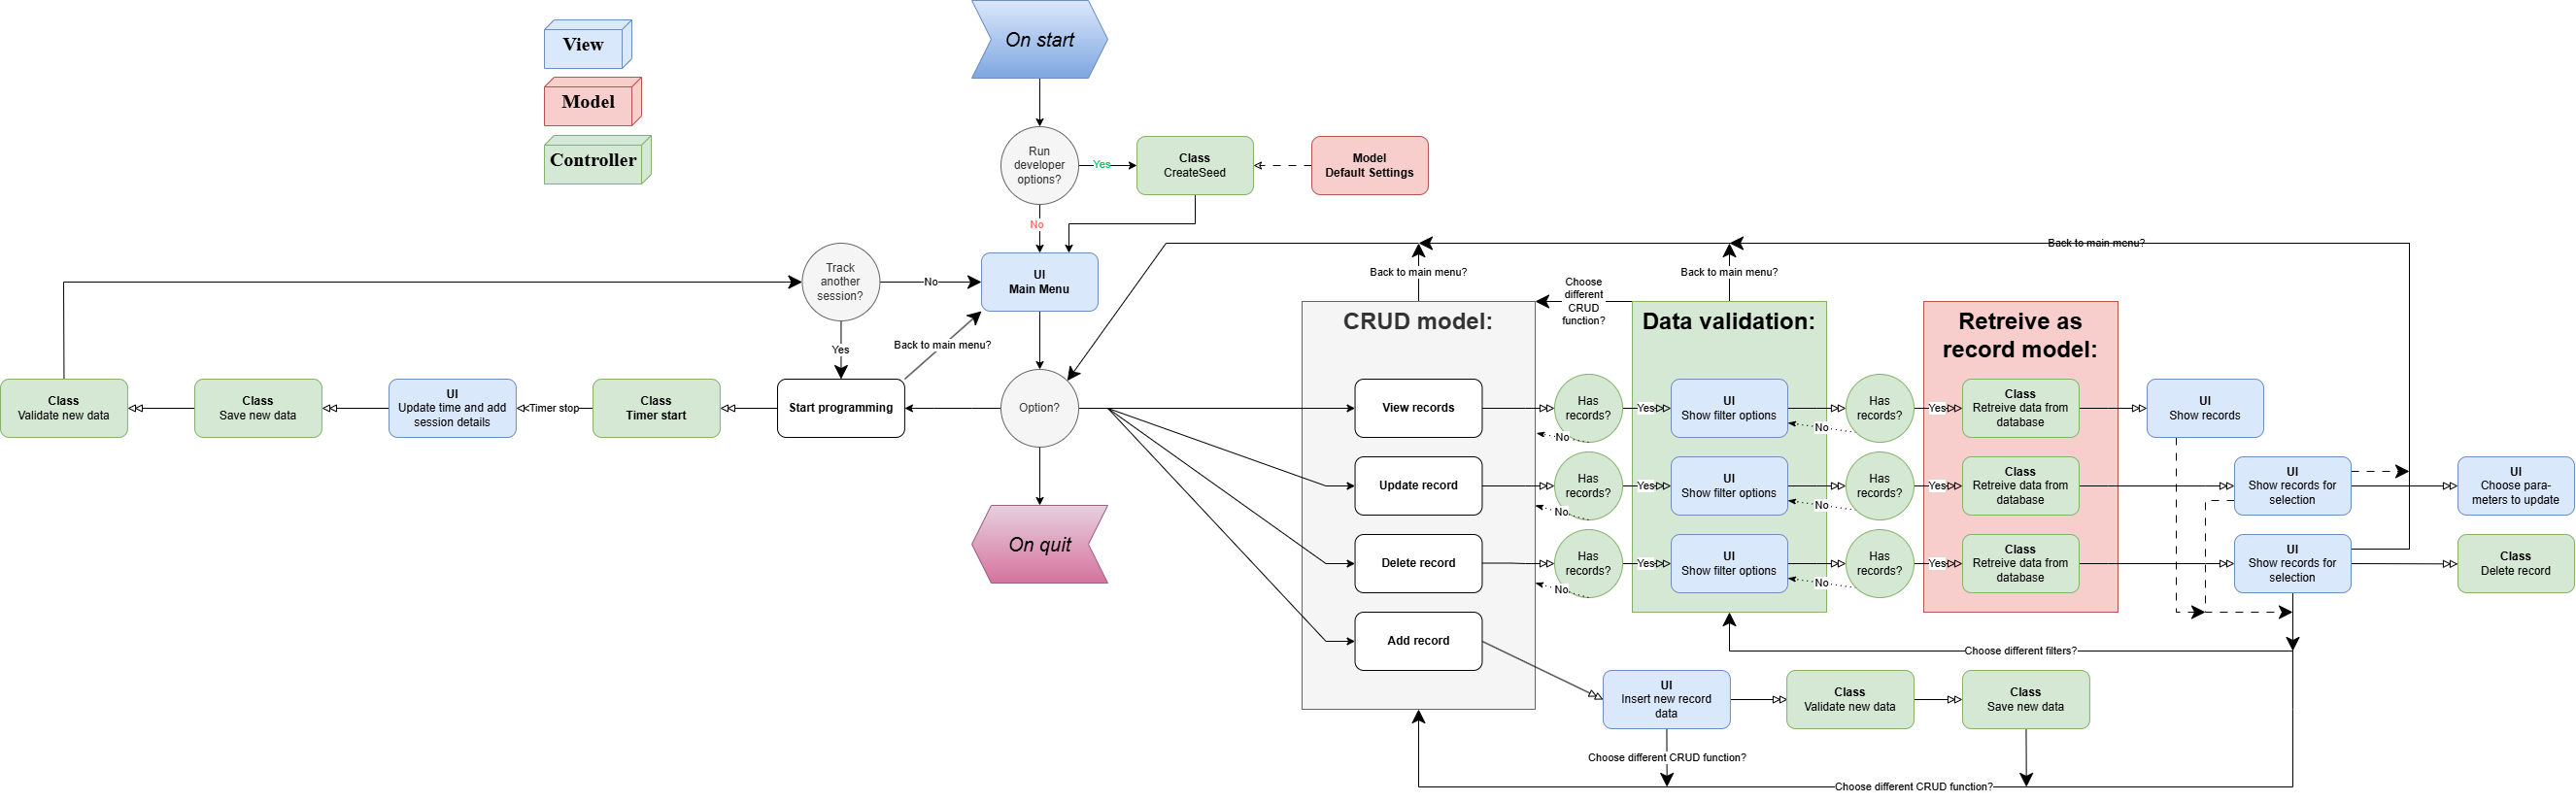 View
Model
Controller
On start
Run
developer
options?
Yes
Class
CreateSeed
Model
Default Settings
No
Track
another
session?
No
UI
Main Menu
Yes
Back to main menu?
Back to main menu?
Back to main menu?
Back to main menu?
Choose
different
CRUD
function?
CRUD model:
Data validation:
Retreive as
record model:
Class
Validate new data
Class
Save new data
UI
Update time and add
session details
Timer stop
Class
Timer start
Start programming
Option?
View records
Has
records?
No
Yes
UI
Show filter options
Has
records?
No
Yes
Class
Retreive data from
database
UI
Show records
Update record
Has
records?
No
Yes
UI
Show filter options
Has
records?
No
Yes
Class
Retreive data from
database
UI
Show records for
selection
UI
Choose para-
meters to update
On quit
Delete record
Has
records?
No
Yes
UI
Show filter options
Has
records?
No
Yes
Class
Retreive data from
database
UI
Show records for
selection
Class
Delete record
Add record
Choose different filters?
UI
Insert new record
data
Class
Validate new data
Class
Save new data
Choose different CRUD function?
Choose different CRUD function?